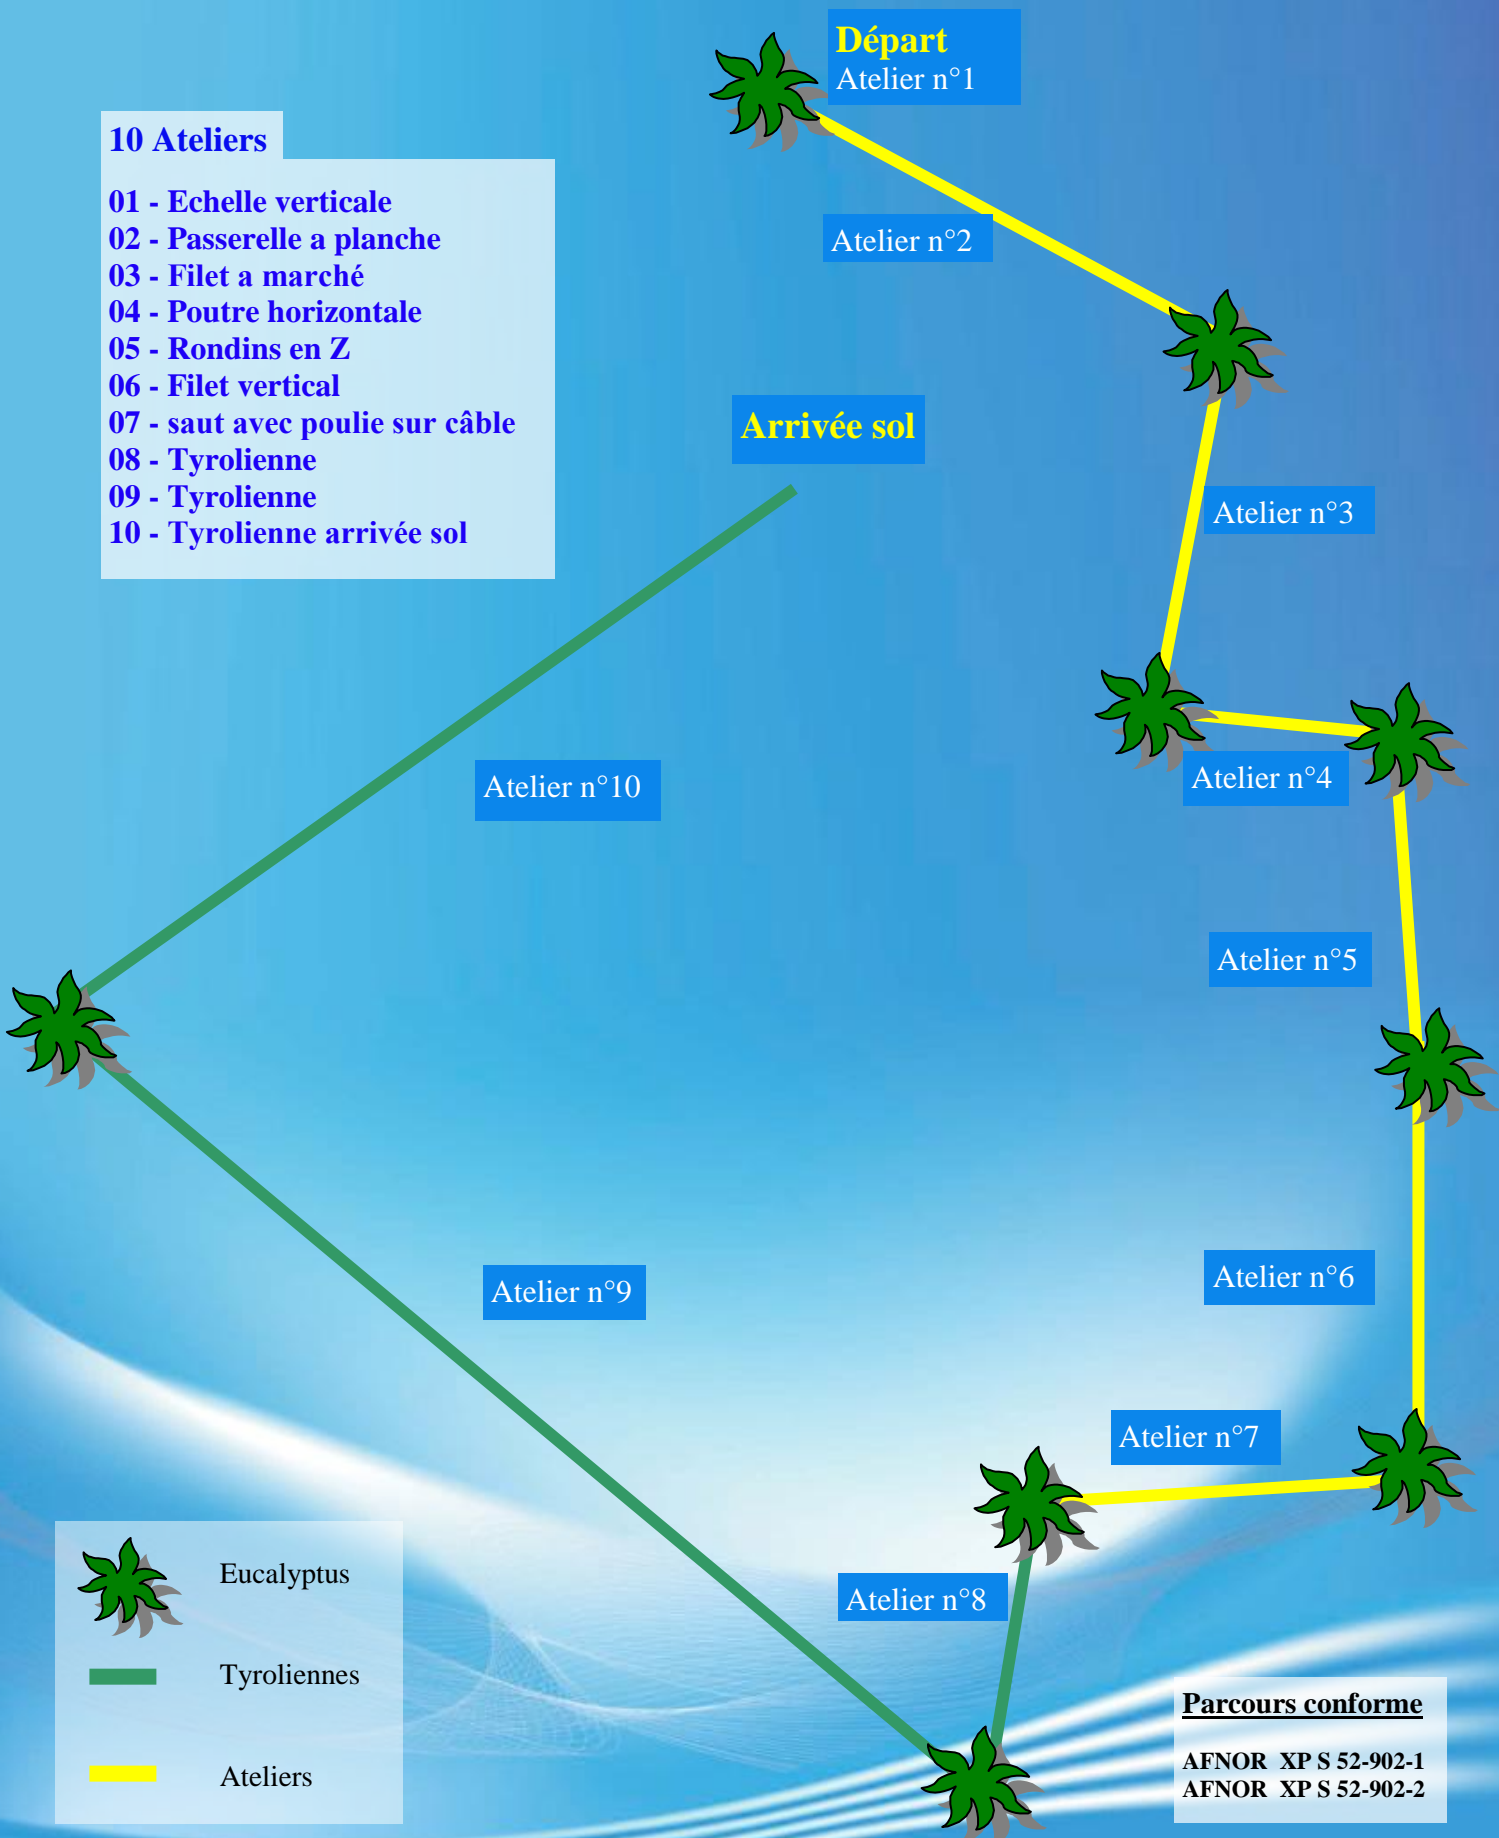 Départ
Atelier n°1
10 Ateliers
01 - Echelle verticale
02 - Passerelle a planche
03 - Filet a marché
04 - Poutre horizontale
05 - Rondins en Z
06 - Filet vertical
07 - saut avec poulie sur câble
08 - Tyrolienne
09 - Tyrolienne
10 - Tyrolienne arrivée sol
Atelier n°2
Arrivée sol
Atelier n°3
Atelier n°4
Atelier n°10
Atelier n°5
Atelier n°6
Atelier n°9
Atelier n°7
Atelier n°8
Eucalyptus
Tyroliennes
Ateliers
Parcours conforme
AFNOR XP S 52-902-1
AFNOR XP S 52-902-2